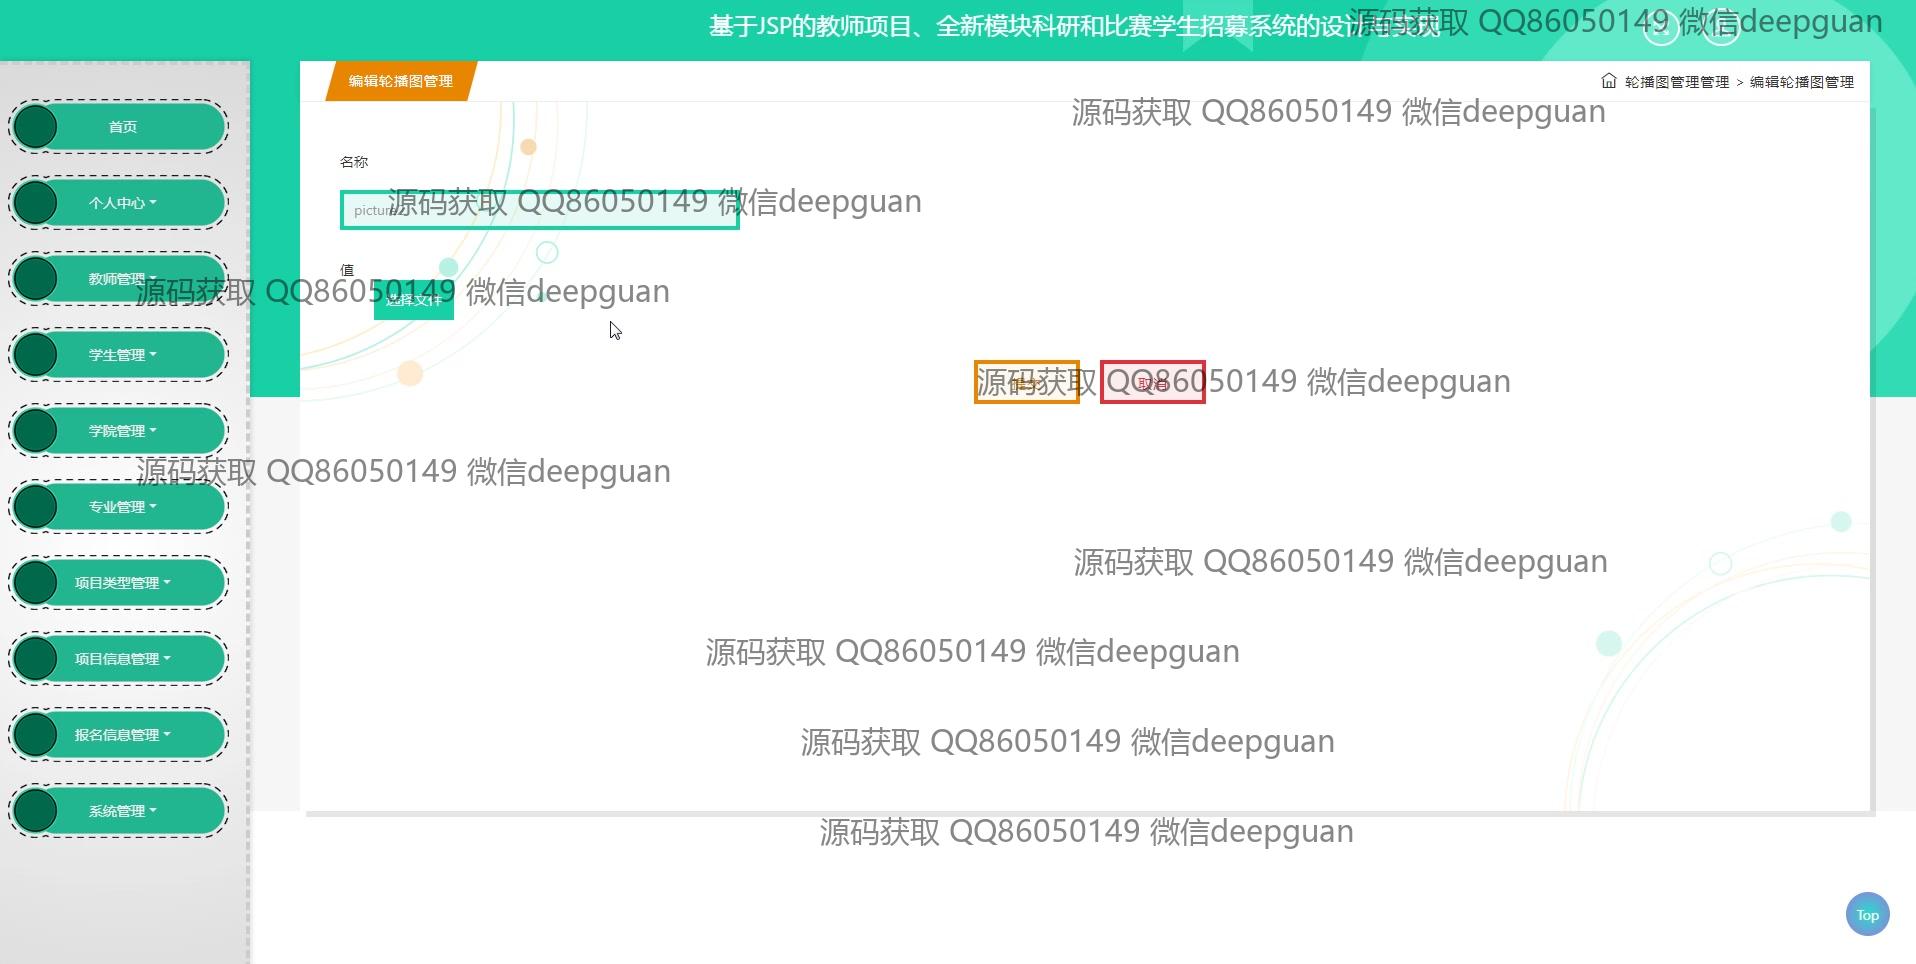 基于JSP的教师项目、全新模块科研和比赛学生招募系统的设计与实现
源码获取 QQ86050149 微信deepguan
编辑轮播图管理
轮播图管理管理 > 编辑轮播图管理
源码获取 QQ86050149 微信deepguan
首页
名称
个人中心
源码获取 QQ86050149 微信deepguan
值
教师管理
源码获取 QQ86050149 微信deepguan
选择文件
学生管理
提交
取消
源码获取 QQ86050149 微信deepguan
学院管理
源码获取 QQ86050149 微信deepguan
专业管理
源码获取 QQ86050149 微信deepguan
项目类型管理
源码获取 QQ86050149 微信deepguan
项目信息管理
报名信息管理
源码获取 QQ86050149 微信deepguan
系统管理
源码获取 QQ86050149 微信deepguan
Top